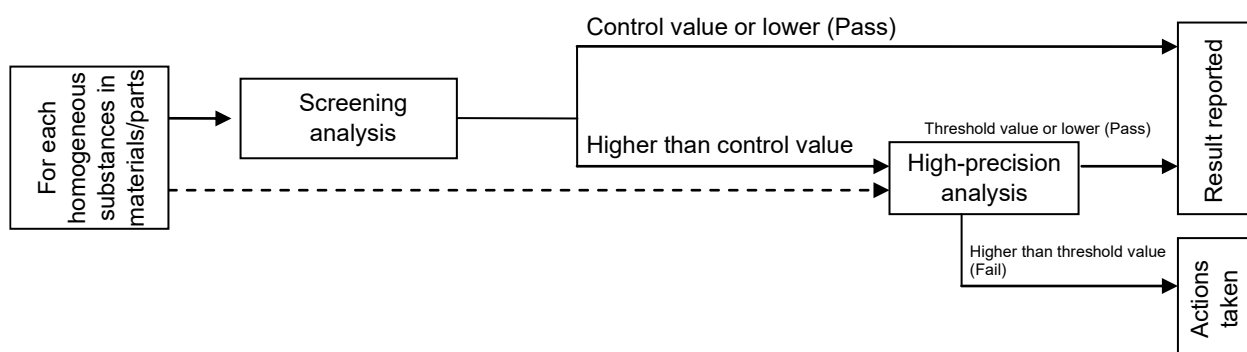 For each
homogeneous
substances in
materials/parts
Screening
analysis
Control value or lower (Pass)
Higher than control value
Threshold value or lower (Pass)
High-precision
analysis
Result reported
Higher than threshold value
(Fail)
Actions
taken